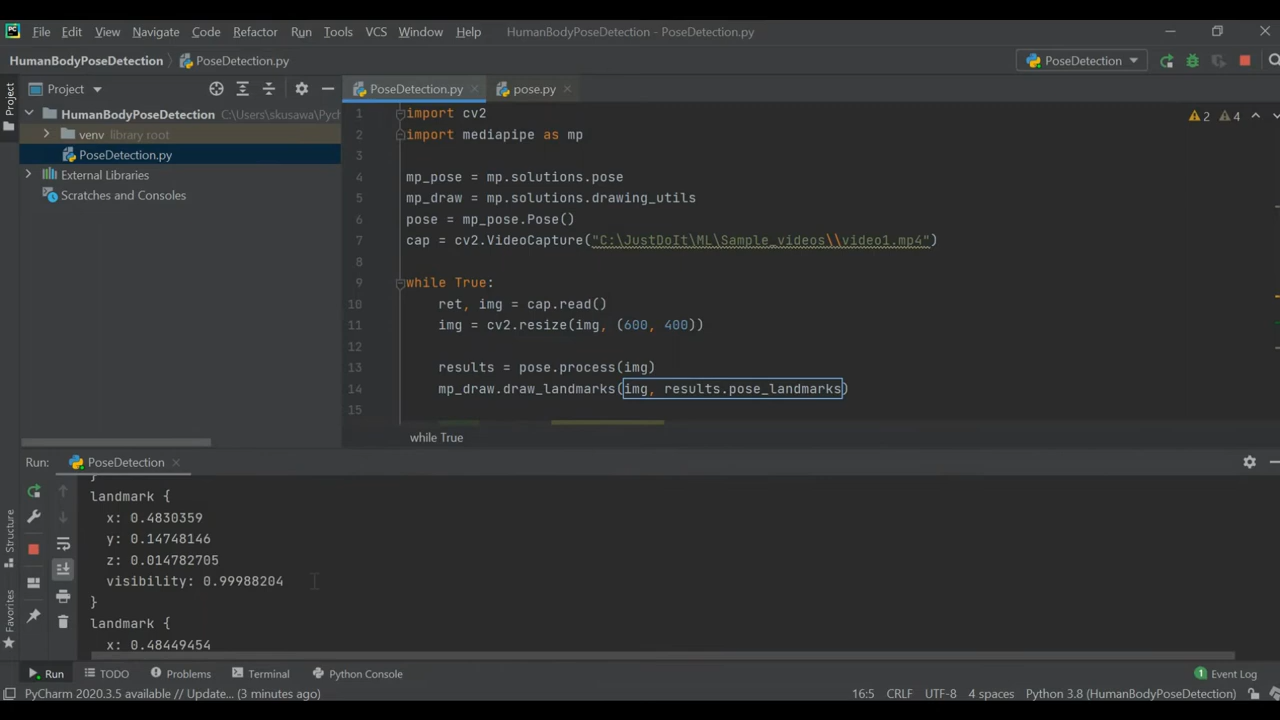 File Edit View Navigate Code Refactor Run Tools VCS Window Help HumanBodyPoseDetection - PoseDetection.py
HumanBodyPoseDetection PoseDetection.py PoseDetection
Project
Project
PoseDetection.py pose.py
HumanBodyPoseDetection C:\Users\skusawa\Pych
venv library root
PoseDetection.py
External Libraries
Scratches and Consoles
2 4
1 import cv2
2 import mediapipe as mp
3
4 mp_pose = mp.solutions.pose
5 mp_draw = mp.solutions.drawing_utils
6 pose = mp_pose.Pose()
7 cap = cv2.VideoCapture("C:\JustDoIt\ML\Sample_videos\\video1.mp4")
8
9 while True:
10 ret, img = cap.read()
11 img = cv2.resize(img, (600, 400))
12
13 results = pose.process(img)
14 mp_draw.draw_landmarks(img, results.pose_landmarks)
15
while True
Run: PoseDetection
}
landmark {
x: 0.4830359
y: 0.14748146
z: 0.014782705
visibility: 0.99988204
}
landmark {
x: 0.48449454
Structure
Favorites
Run TODO Problems Terminal Python Console 1 Event Log
PyCharm 2020.3.5 available // Update... (3 minutes ago) 16:5 CRLF UTF-8 4 spaces Python 3.8 (HumanBodyPoseDetection)